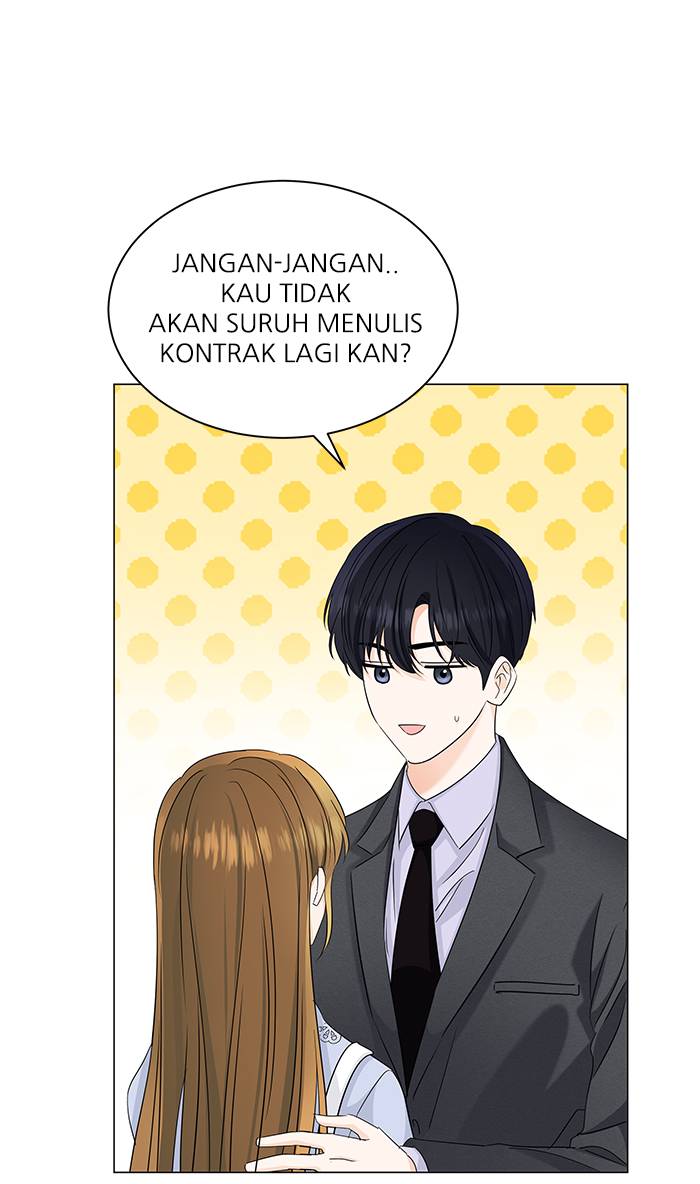 JANGAN-JANGAN..
KAU TIDAK
AKAN SURUH MENULIS
KONTRAK LAGI KAN?